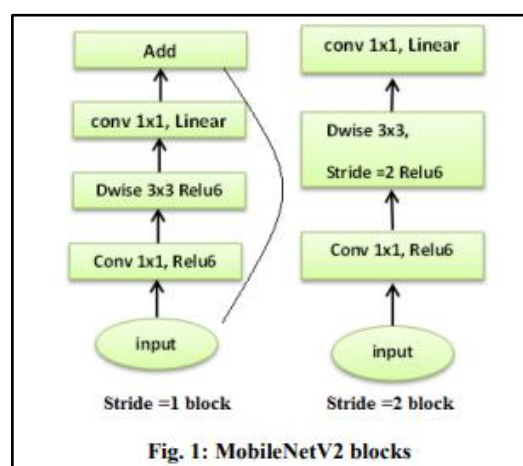 Add
conv 1x1, Linear
Dwise 3x3 Relu6
Conv 1x1, Relu6
input
Stride =1 block
conv 1x1, Linear
Dwise 3x3,
Stride =2 Relu6
Conv 1x1, Relu6
input
Stride =2 block
Fig. 1: MobileNetV2 blocks